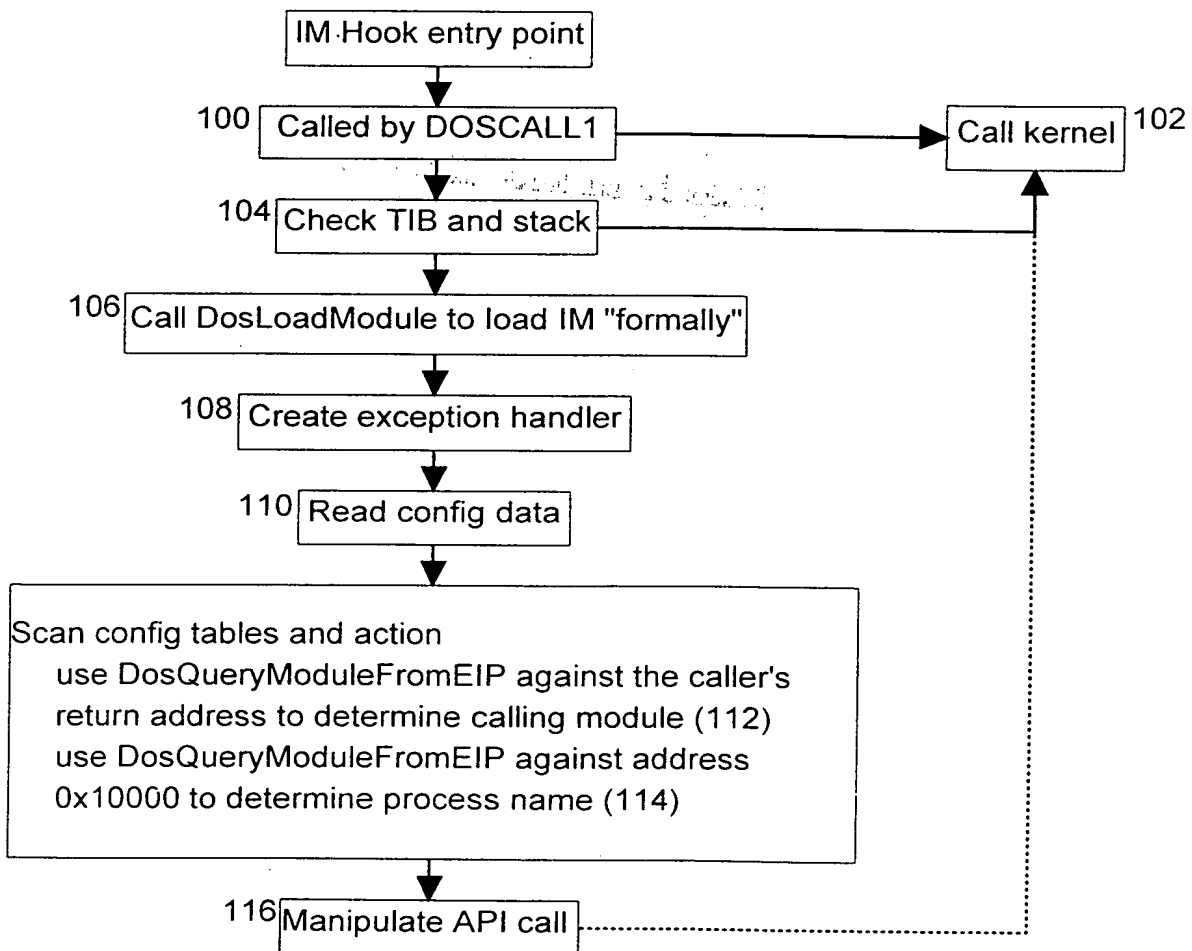 IM Hook entry point
100 Called by DOSCALL1
Call kernel 102
104 Check TIB and stack
106 Call DosLoadModule to load IM "formally"
108 Create exception handler
110 Read config data
Scan config tables and action
use DosQueryModuleFromEIP against the caller's
return address to determine calling module (112)
use DosQueryModuleFromEIP against address
0x10000 to determine process name (114)
116 Manipulate API call